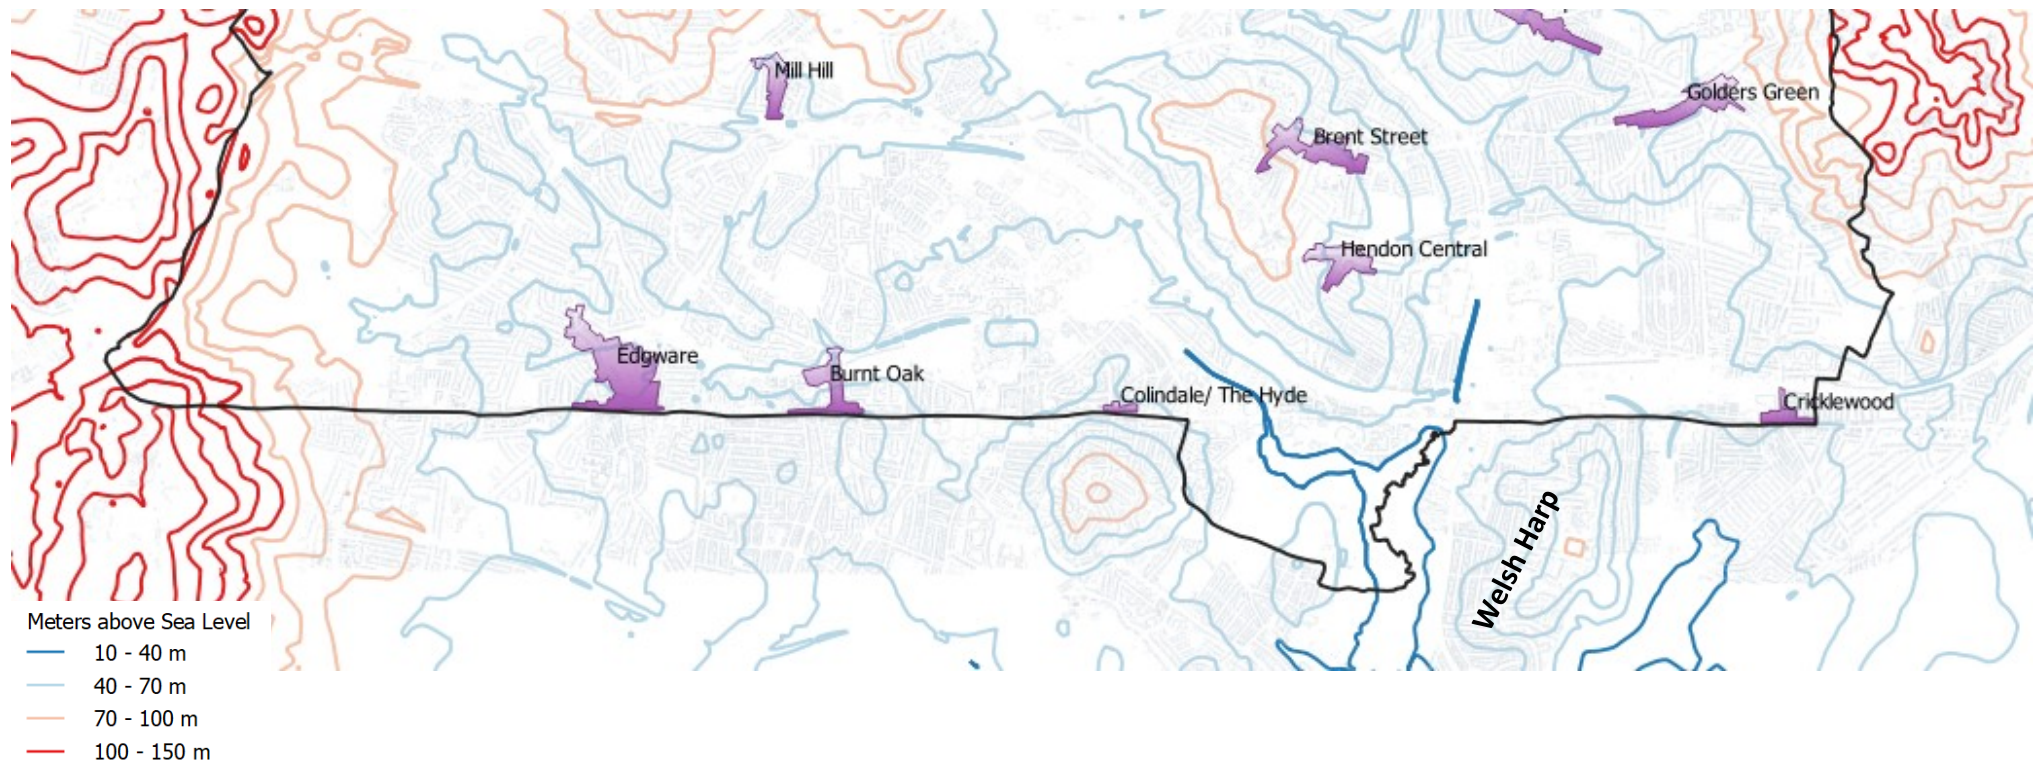 Mill Hill
Golders Green
Brent Street
Hendon Central
Edgware
Burnt Oak
Colindale/ The Hyde
Cricklewood
Welsh Harp
Meters above Sea Level
10 - 40 m
40 - 70 m
70 - 100 m
100 - 150 m